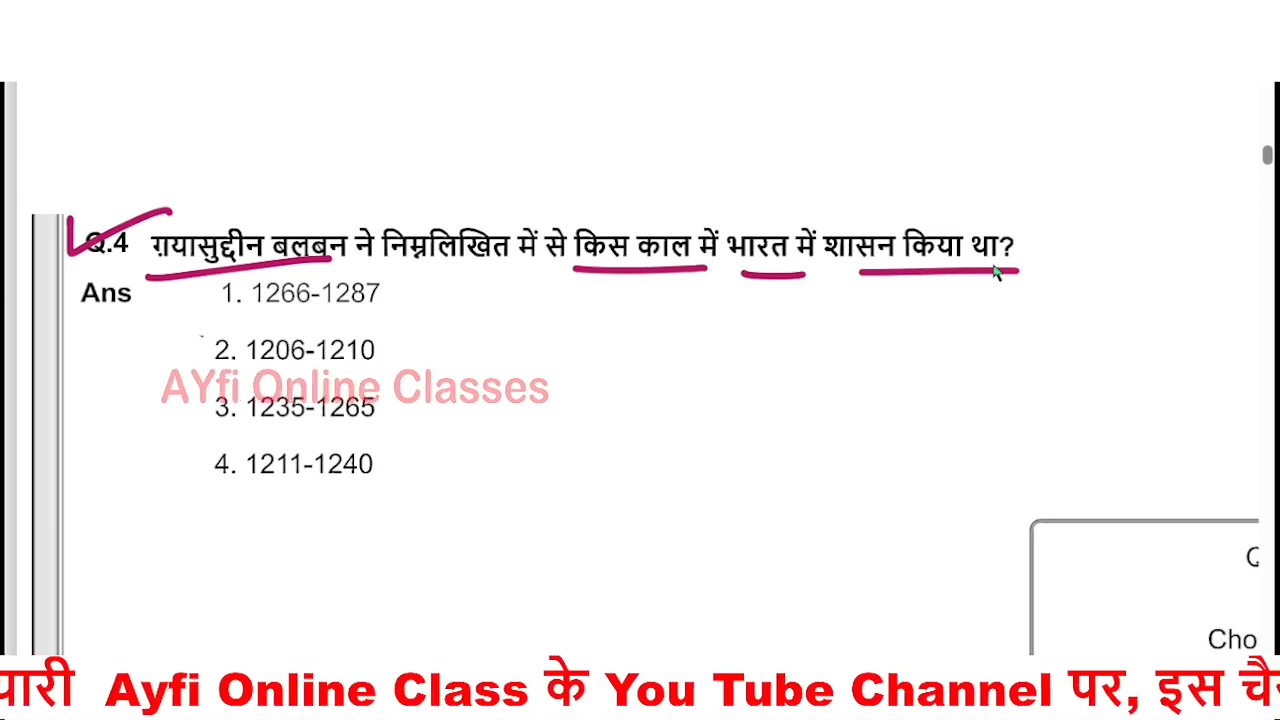 Q.4 ग़यासुद्दीन बलबन ने निम्नलिखित में से किस काल में भारत में शासन किया था?
Ans 1. 1266-1287
2. 1206-1210
AYfi Online Classes
3. 1235-1265
4. 1211-1240
Q
Cho
यारी Ayfi Online Class के You Tube Channel पर, इस चै